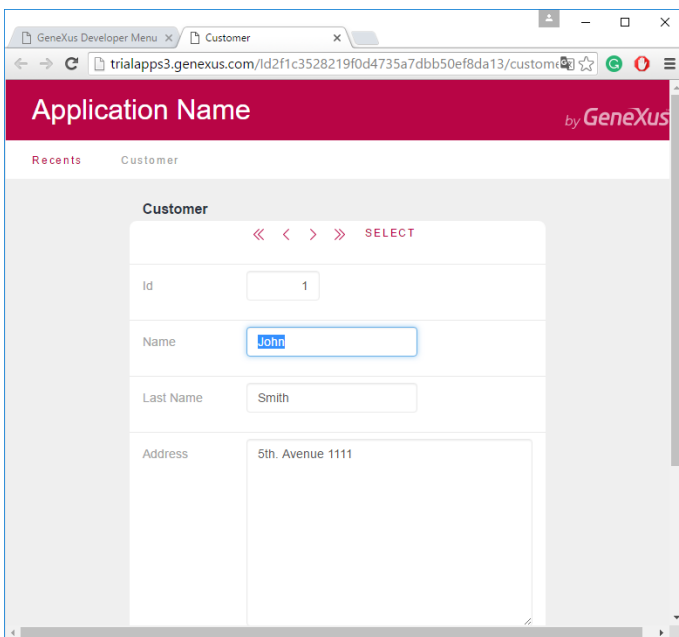 GeneXus Developer Menu
Customer
trialapps3.genexus.com/Id2f1c3528219f0d4735a7dbb50ef8da13/custome
Application Name
by GeneXus
Recents Customer
Customer
SELECT
Id 1
Name John
Last Name Smith
Address 5th. Avenue 1111